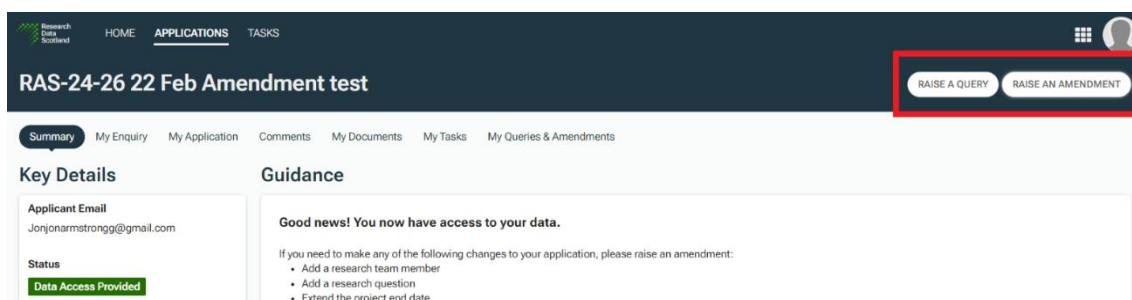 Research
Data
Scotland
HOME APPLICATIONS TASKS
RAS-24-26 22 Feb Amendment test
RAISE A QUERY RAISE AN AMENDMENT
Summary My Enquiry My Application Comments My Documents My Tasks My Queries & Amendments
Key Details
Guidance
Applicant Email
Jonjonarmstrongg@gmail.com
Status
Data Access Provided
Good news! You now have access to your data.
If you need to make any of the following changes to your application, please raise an amendment:
• Add a research team member
• Add a research question
• Extend the project end date